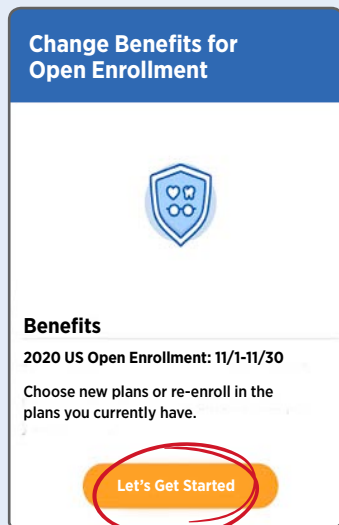 Change Benefits for
Open Enrollment
Benefits
2020 US Open Enrollment: 11/1-11/30
Choose new plans or re-enroll in the
plans you currently have.
Let's Get Started